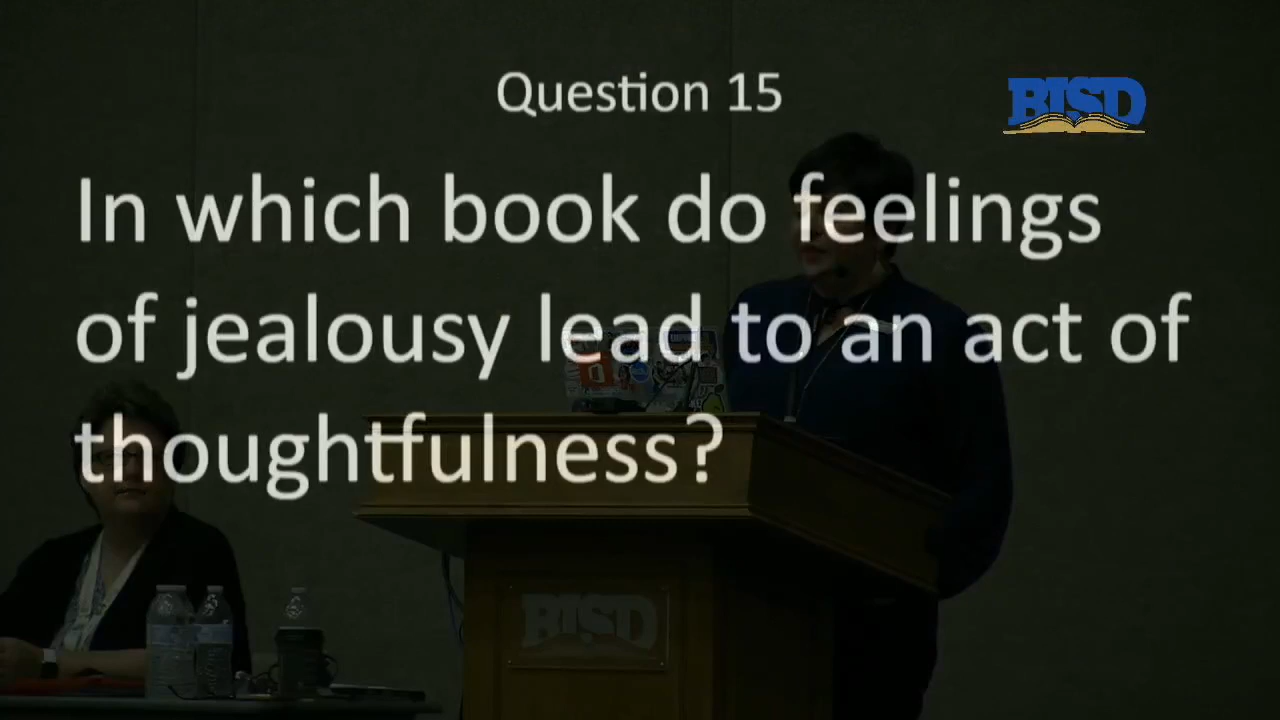 Question 15
BISD
In which book do feelings
of jealousy lead to an act of
thoughtfulness?
BISD